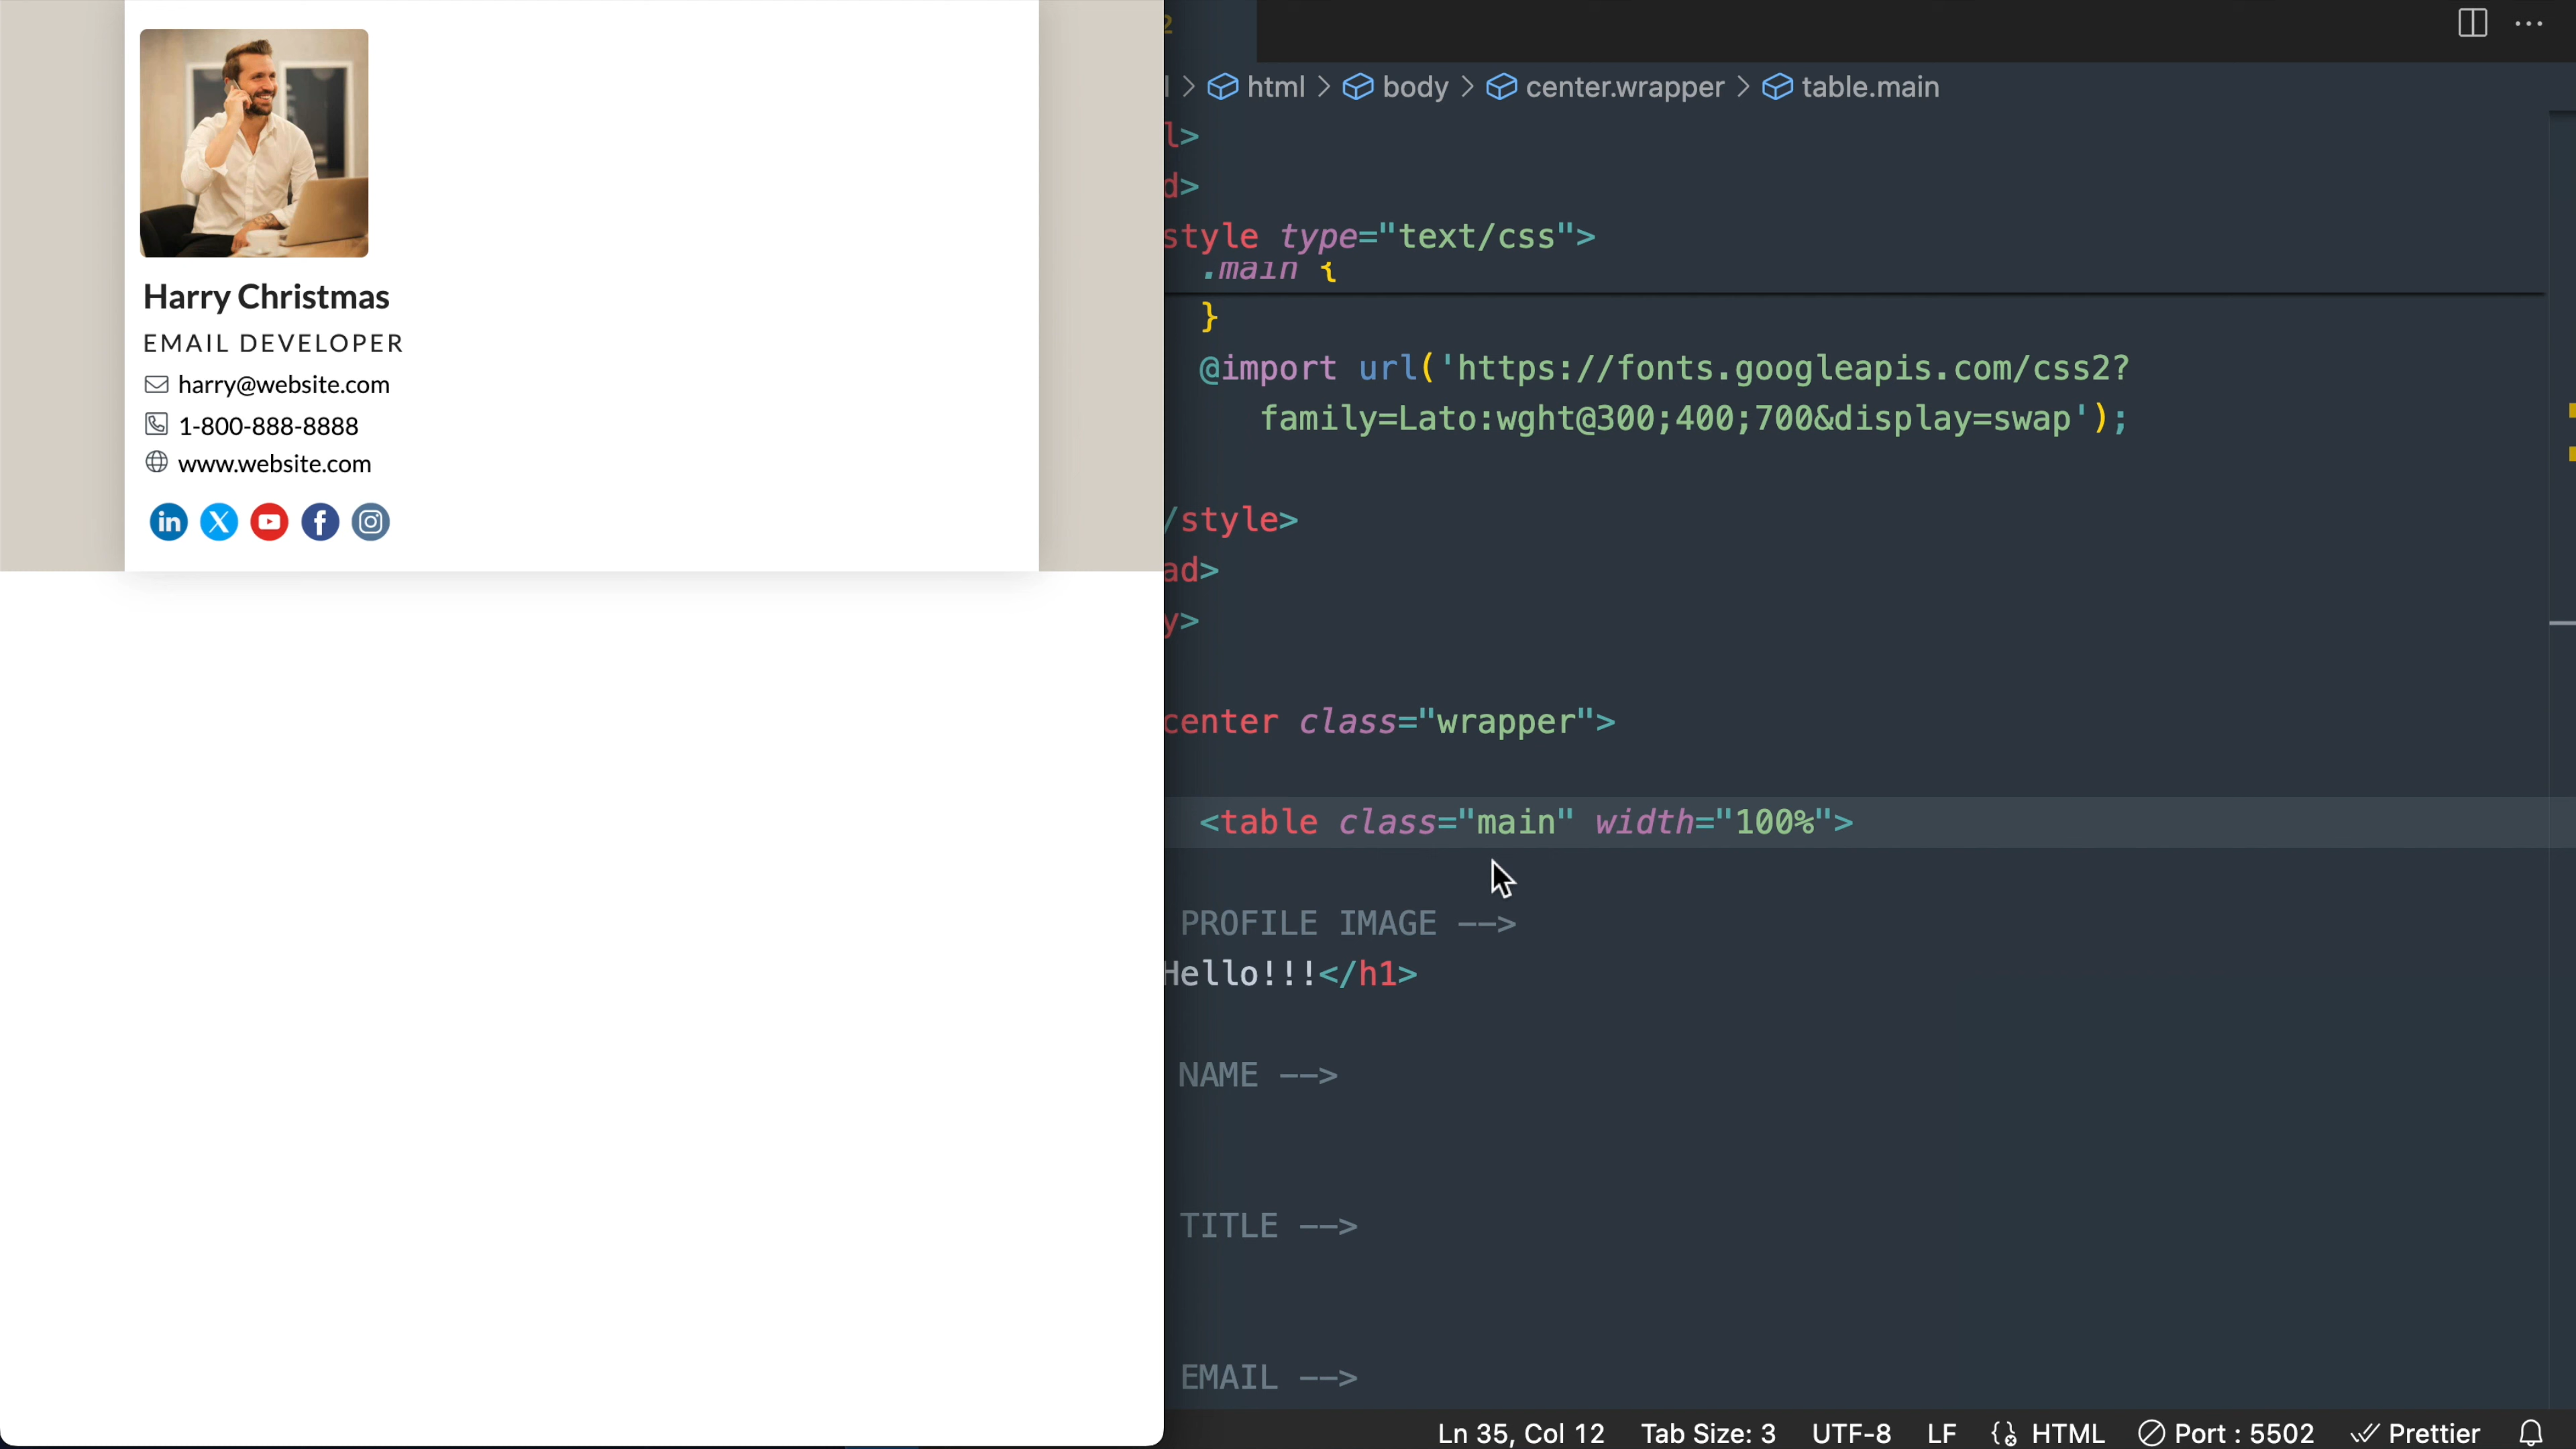 Harry Christmas
EMAIL DEVELOPER
harry@website.com
1-800-888-8888
www.website.com
in X f
2
l > html > body > center.wrapper > table.main
l>
d>
style type="text/css">
.main {
}
@import url('https://fonts.googleapis.com/css2?
family=Lato:wght@300;400;700&display=swap');
/style>
ad>
y>
center class="wrapper">
<table class="main" width="100%">
PROFILE IMAGE -->
Hello!!!</h1>
NAME -->
TITLE -->
EMAIL -->
Ln 35, Col 12 Tab Size: 3 UTF-8 LF HTML Port : 5502 Prettier